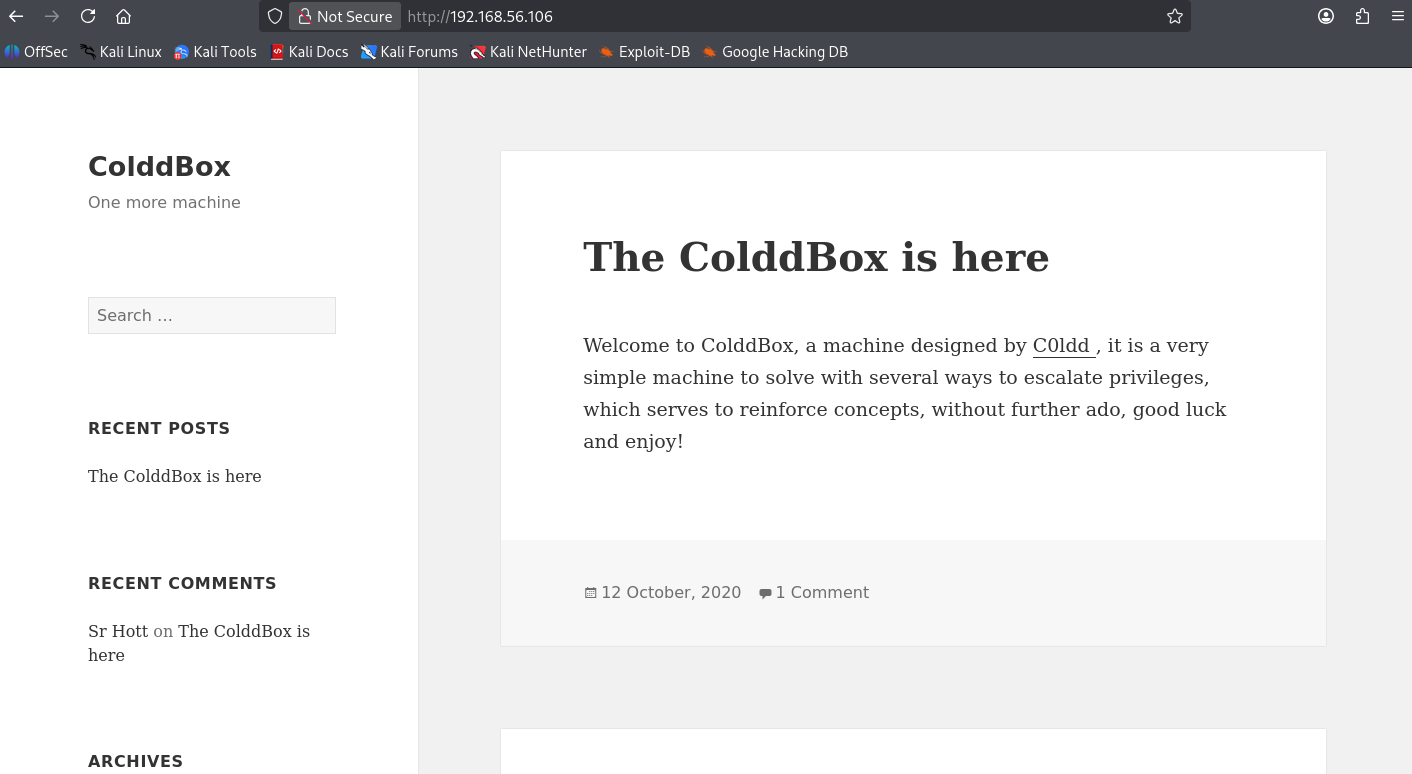 Not Secure http://192.168.56.106
OffSec Kali Linux Kali Tools Kali Docs Kali Forums Kali NetHunter Exploit-DB Google Hacking DB
ColddBox
One more machine
Search …
RECENT POSTS
The ColddBox is here
RECENT COMMENTS
Sr Hott on The ColddBox is
here
ARCHIVES
The ColddBox is here
Welcome to ColddBox, a machine designed by C0ldd , it is a very
simple machine to solve with several ways to escalate privileges,
which serves to reinforce concepts, without further ado, good luck
and enjoy!
12 October, 2020 1 Comment